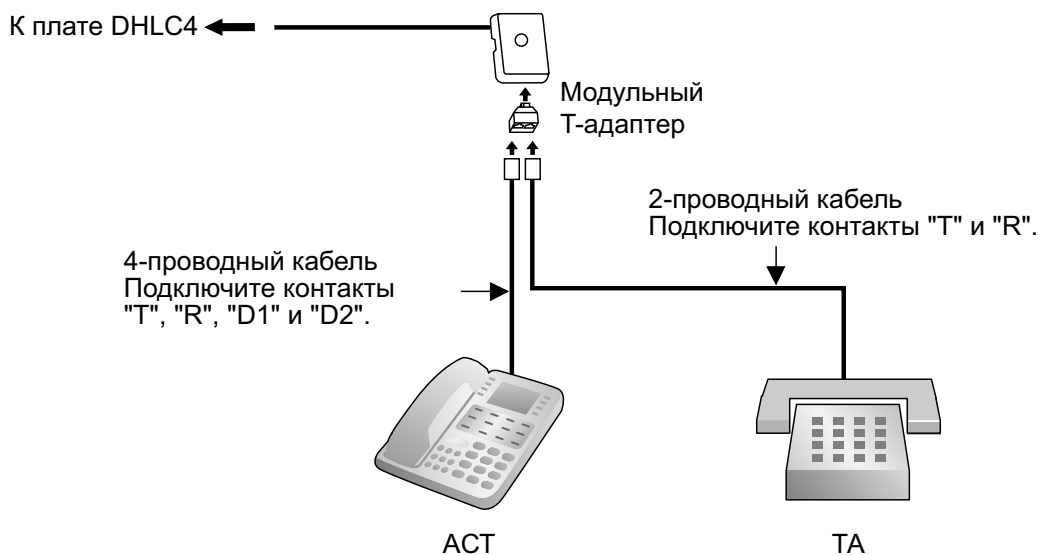 К плате DHLC4
Модульный
Т-адаптер
2-проводный кабель
Подключите контакты "T" и "R".
4-проводный кабель
Подключите контакты
"T", "R", "D1" и "D2".
АСТ
ТА